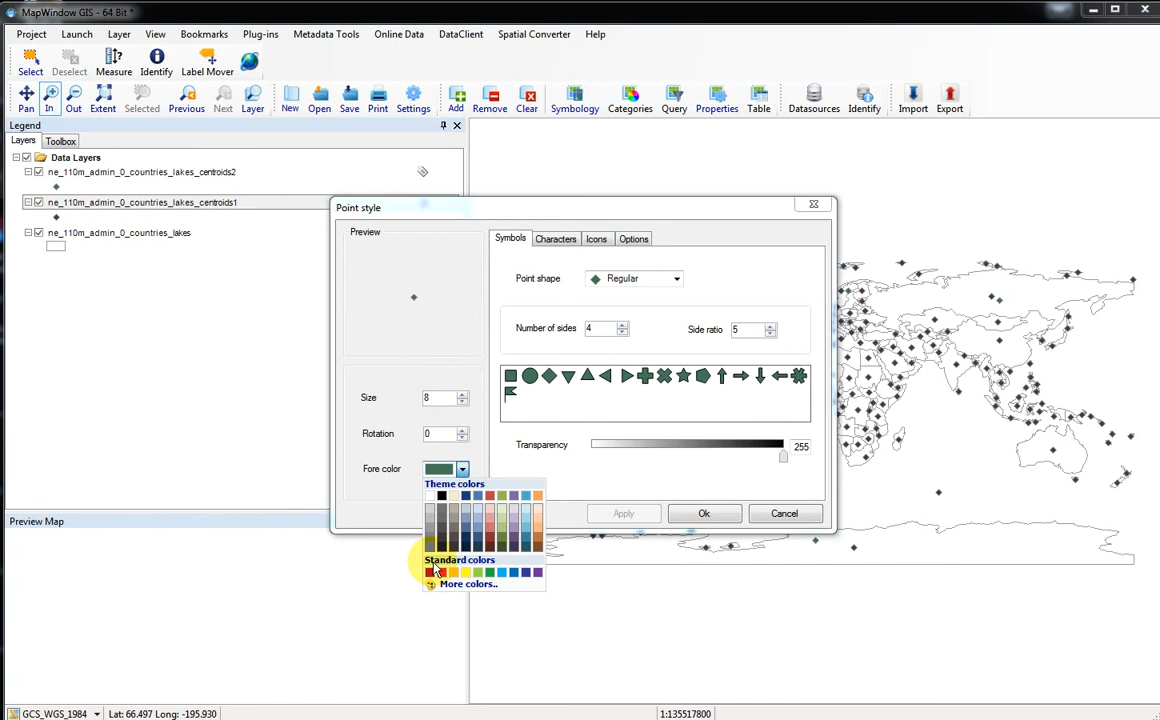 MapWindow GIS - 64 Bit *
Project Launch Layer View Bookmarks Plug-ins Metadata Tools Online Data DataClient Spatial Converter Help
Select Deselect Measure Identify Label Mover
Pan In Out Extent Selected Previous Next Layer New Open Save Print Settings Add Remove Clear Symbology Categories Query Properties Table Datasources Identify Import Export
Legend
Layers Toolbox
Data Layers
ne_110m_admin_0_countries_lakes_centroids2
ne_110m_admin_0_countries_lakes_centroids1
ne_110m_admin_0_countries_lakes
Point style
Preview
Symbols Characters Icons Options
Point shape Regular
Number of sides 4 Side ratio 5
Size 8
Rotation 0
Transparency 255
Fore color
Theme colors
Standard colors
More colors..
Apply Ok Cancel
Preview Map
GCS_WGS_1984 Lat: 66.497 Long: -195.930 1:135517800